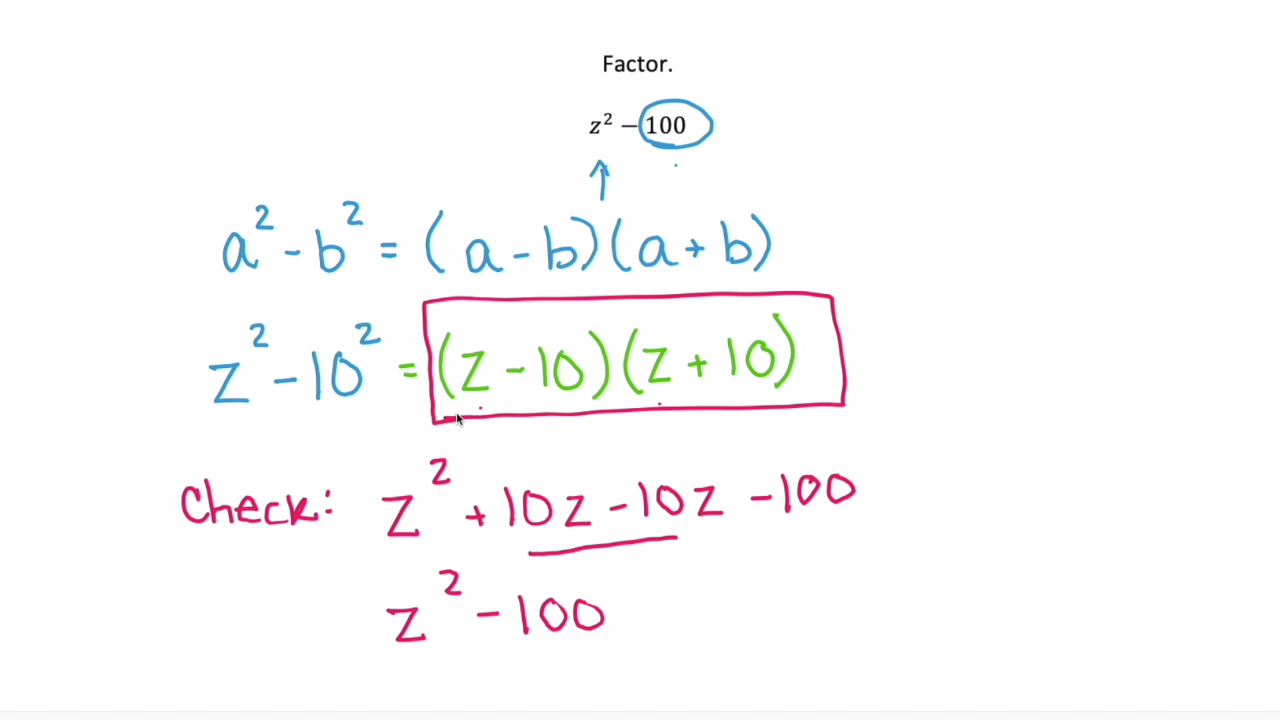 Factor.
z² − 100
a² - b² = (a - b)(a + b)
z² - 10² = (z - 10)(z + 10)
Check: z² + 10z - 10z - 100
z² - 100